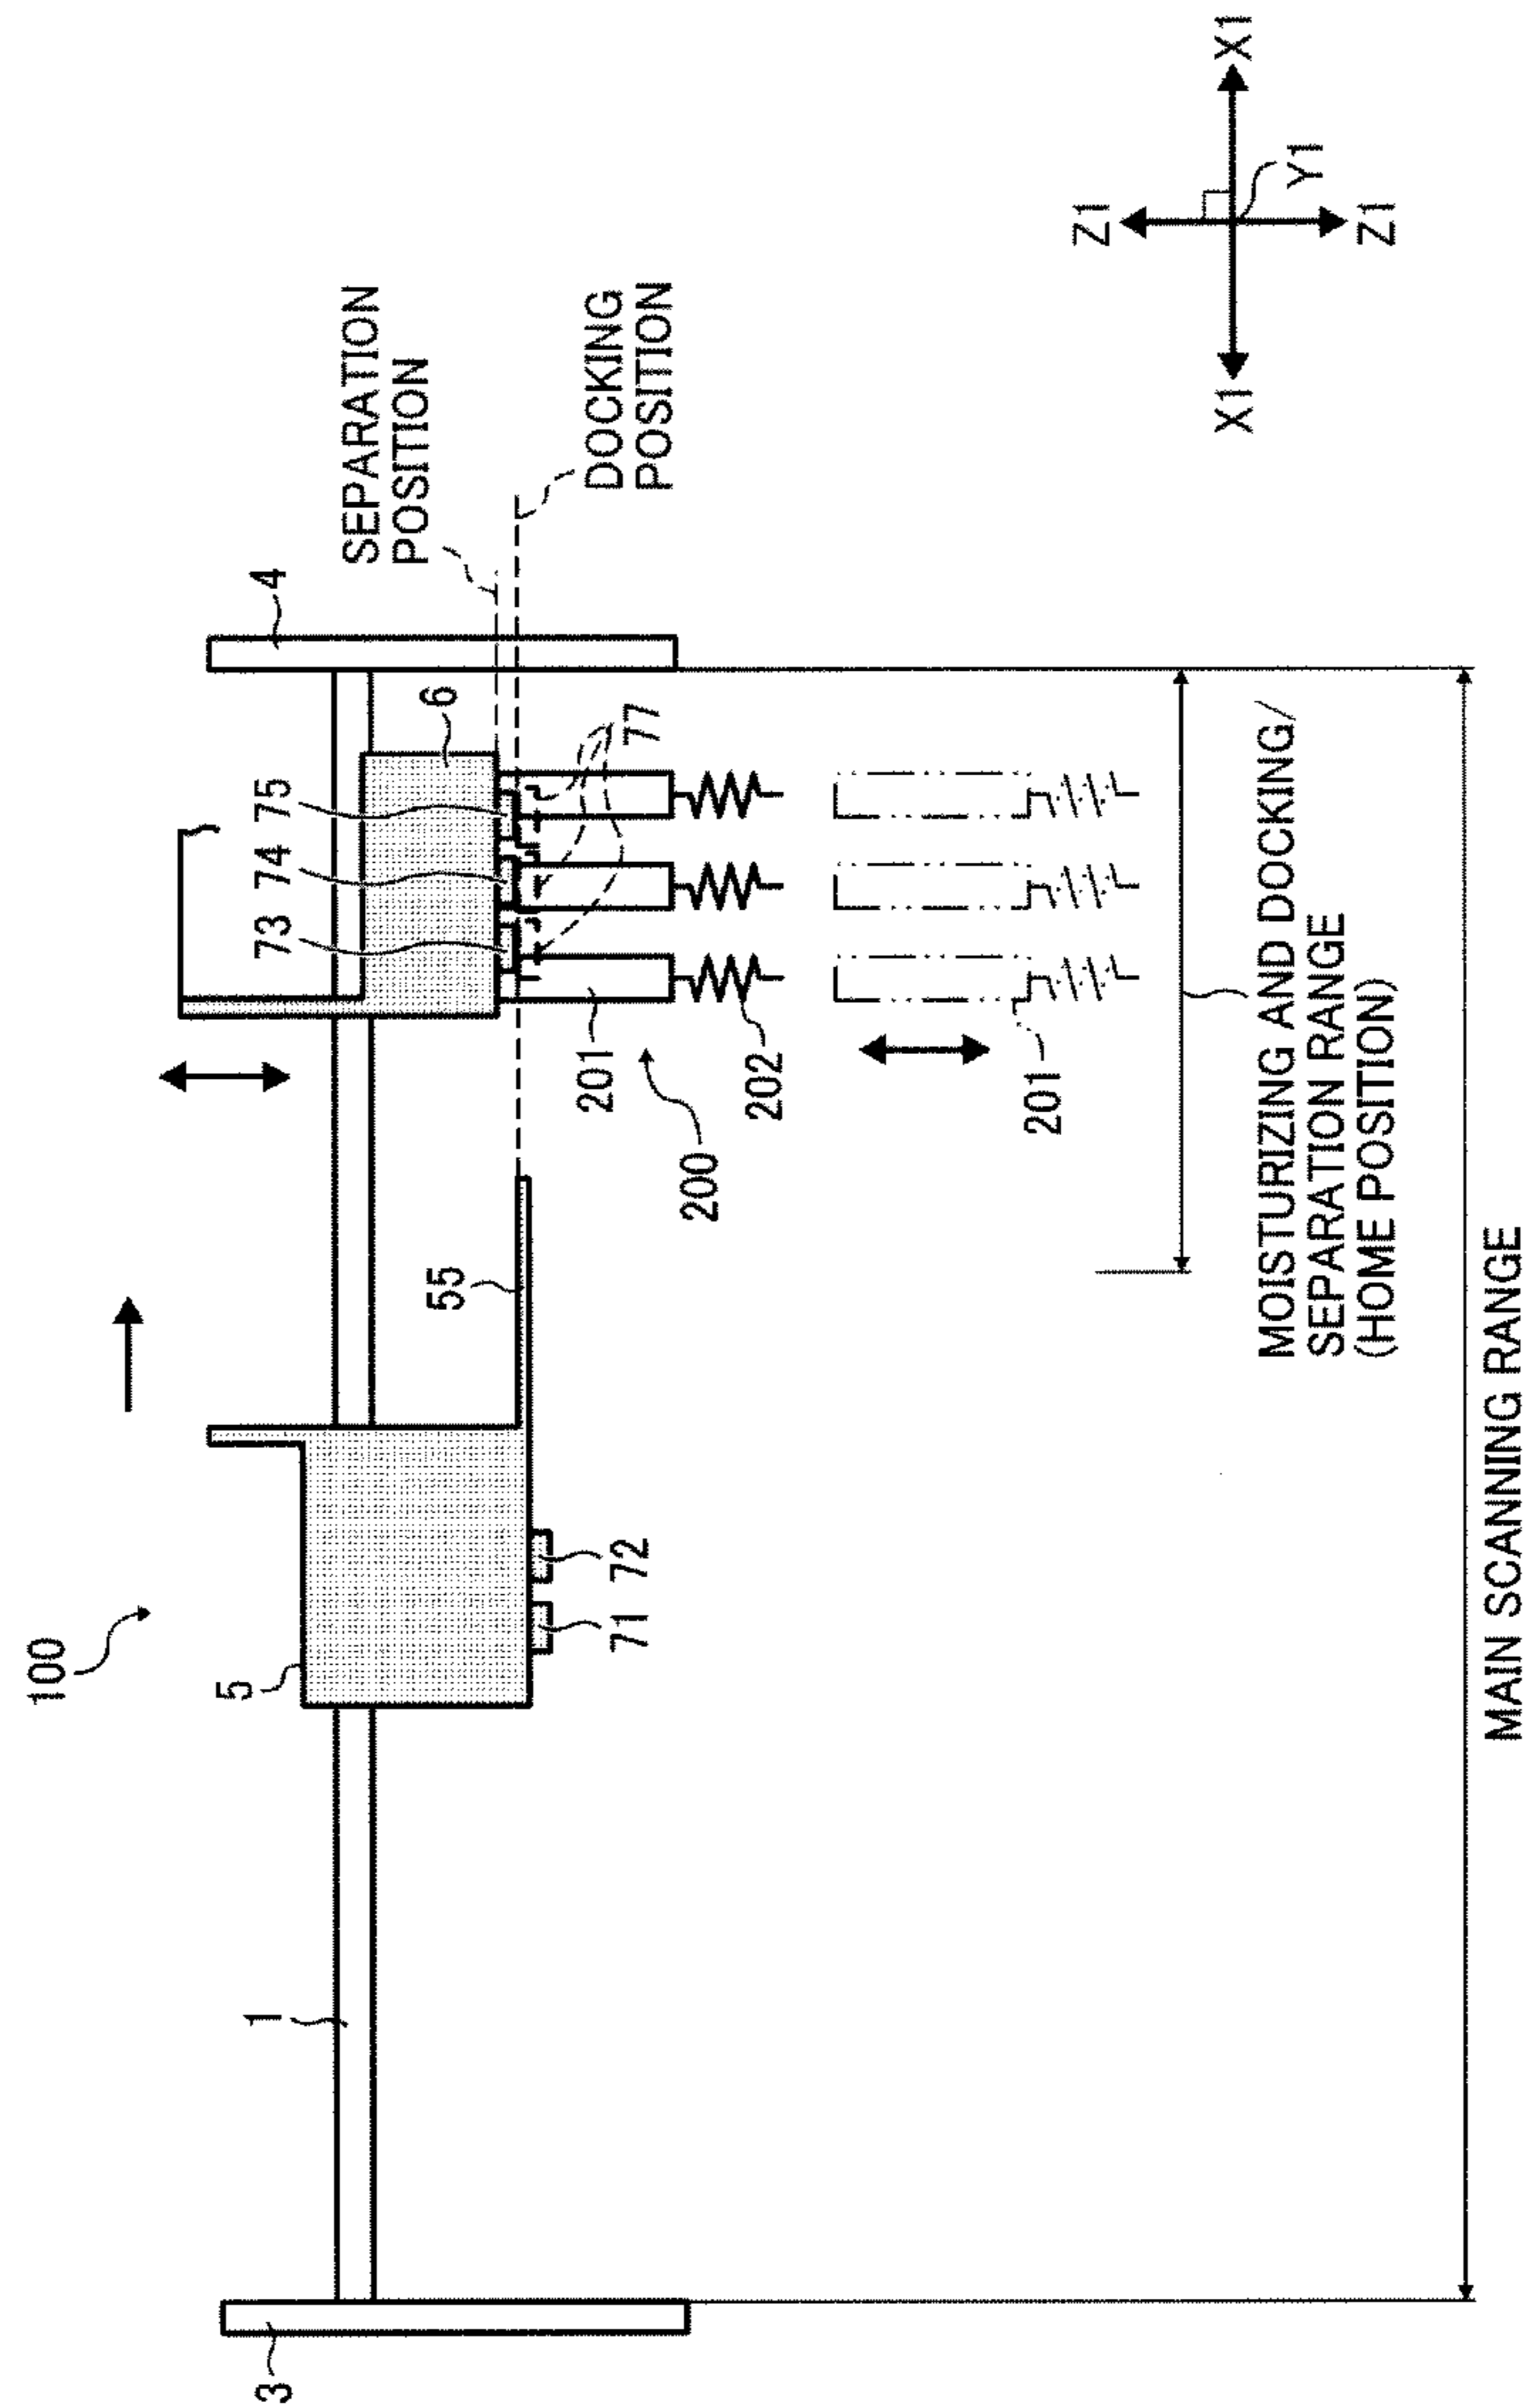 100
5
1
3
71
72
55
SEPARATION
POSITION
DOCKING
POSITION
4
6
73
74
75
77
201
200
202
201
Z1
X1
X1
Y1
Z1
MOISTURIZING AND DOCKING/
SEPARATION RANGE
(HOME POSITION)
MAIN SCANNING RANGE